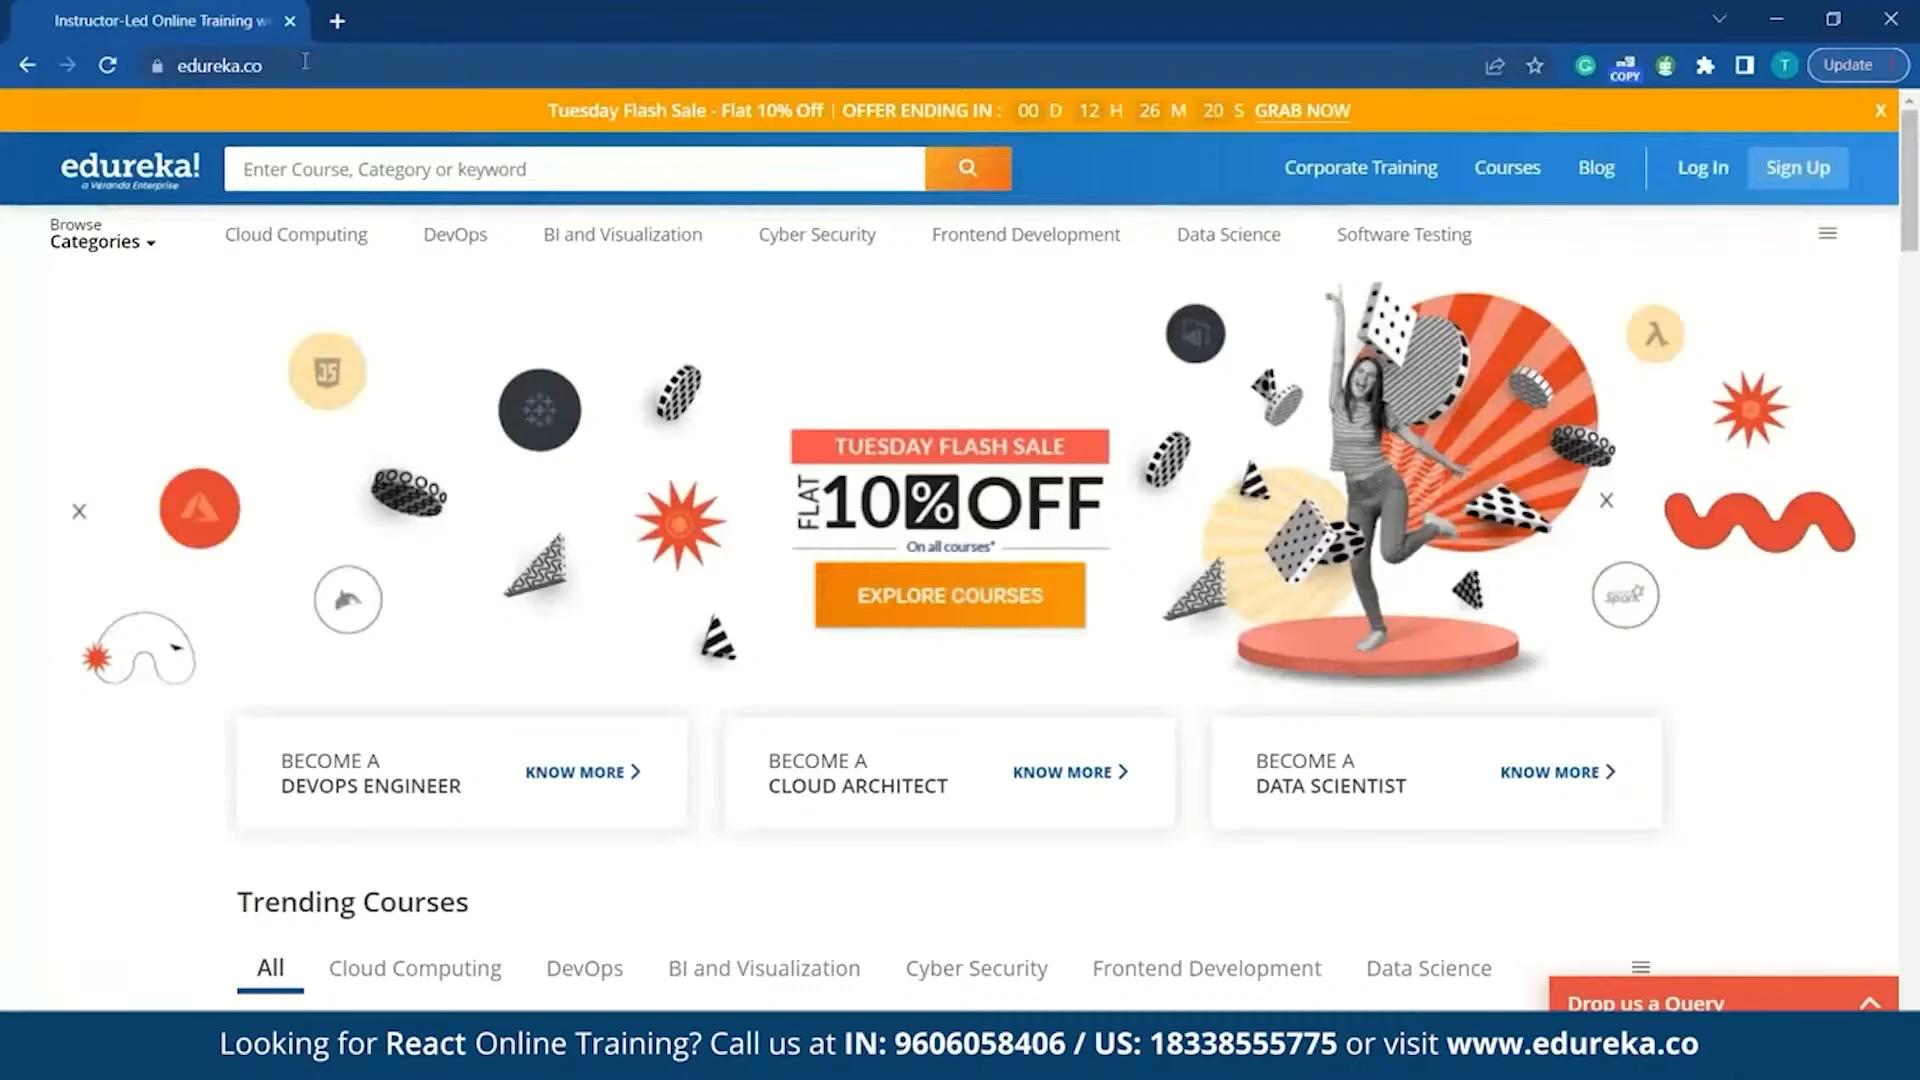 Instructor-Led Online Training w
edureka.co
COPY
T
Update
Tuesday Flash Sale - Flat 10% Off | OFFER ENDING IN : 00 D 12 H 26 M 20 S GRAB NOW
X
edureka!
a Veranda Enterprise
Enter Course, Category or keyword
Corporate Training
Courses
Blog
Log In
Sign Up
Browse
Categories
Cloud Computing
DevOps
BI and Visualization
Cyber Security
Frontend Development
Data Science
Software Testing
JS
λ
TUESDAY FLASH SALE
FLAT 10% OFF
On all courses*
EXPLORE COURSES
Spark
BECOME A
DEVOPS ENGINEER
KNOW MORE
BECOME A
CLOUD ARCHITECT
KNOW MORE
BECOME A
DATA SCIENTIST
KNOW MORE
Trending Courses
All
Cloud Computing
DevOps
BI and Visualization
Cyber Security
Frontend Development
Data Science
Drop us a Query
Looking for React Online Training? Call us at IN: 9606058406 / US: 18338555775 or visit www.edureka.co